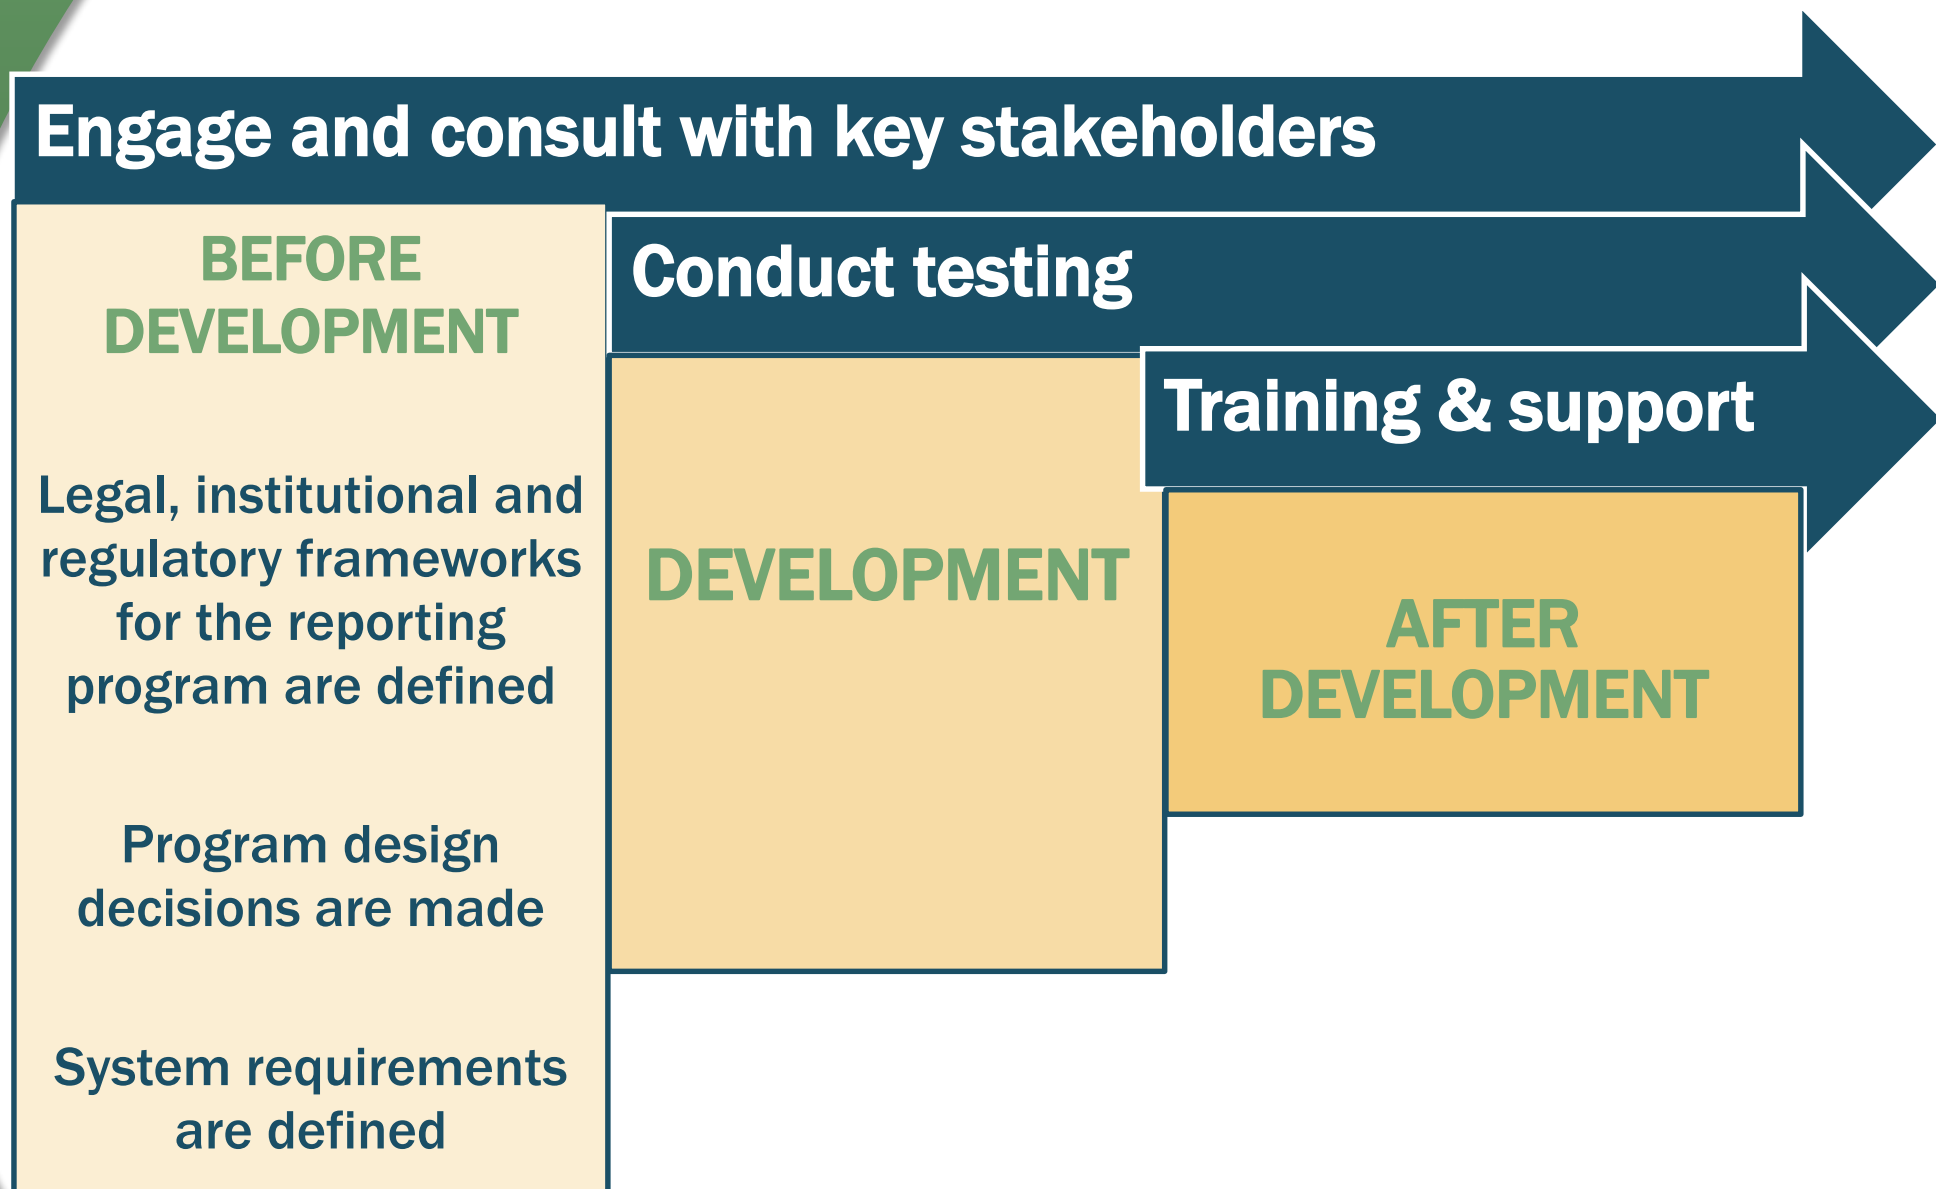 Engage and consult with key stakeholders
BEFORE
DEVELOPMENT
Legal, institutional and
regulatory frameworks
for the reporting
program are defined
Program design
decisions are made
System requirements
are defined
Conduct testing
DEVELOPMENT
Training & support
AFTER
DEVELOPMENT